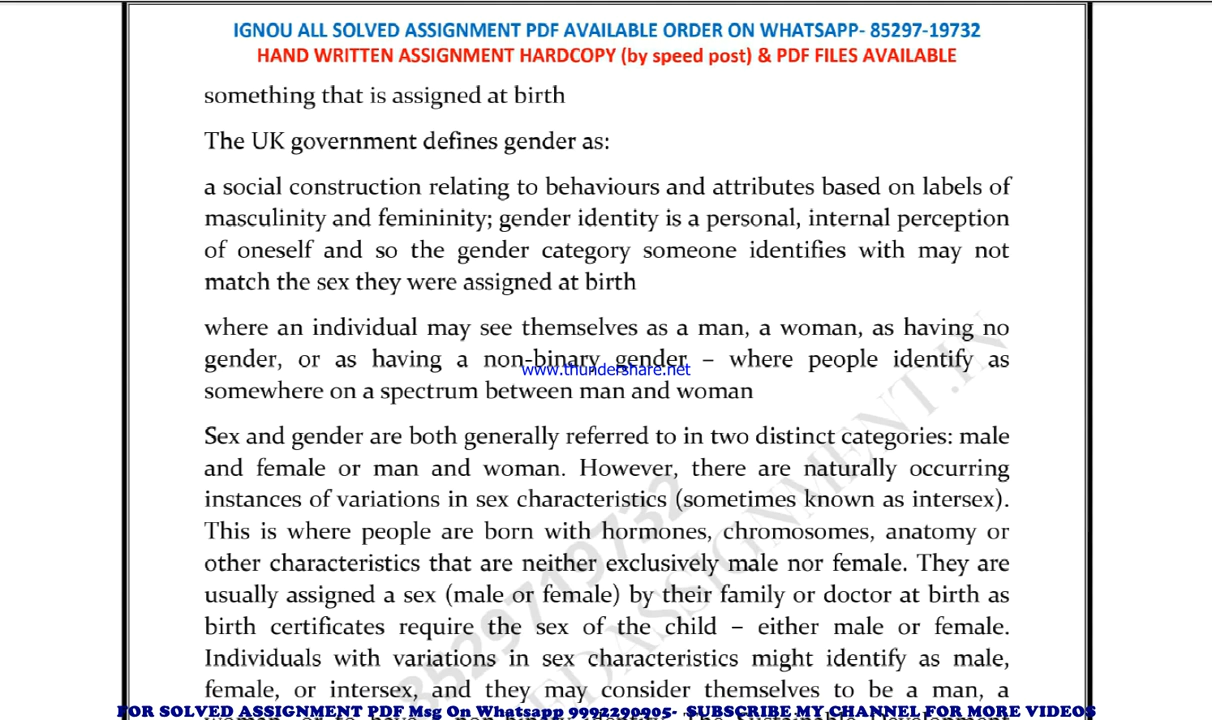 IGNOU ALL SOLVED ASSIGNMENT PDF AVAILABLE ORDER ON WHATSAPP- 85297-19732
HAND WRITTEN ASSIGNMENT HARDCOPY (by speed post) & PDF FILES AVAILABLE
something that is assigned at birth
The UK government defines gender as:
a social construction relating to behaviours and attributes based on labels of
masculinity and femininity; gender identity is a personal, internal perception
of oneself and so the gender category someone identifies with may not
match the sex they were assigned at birth
where an individual may see themselves as a man, a woman, as having no
gender, or as having a non-binary gender – where people identify as
www.thundershare.net
somewhere on a spectrum between man and woman
Sex and gender are both generally referred to in two distinct categories: male
and female or man and woman. However, there are naturally occurring
instances of variations in sex characteristics (sometimes known as intersex).
This is where people are born with hormones, chromosomes, anatomy or
other characteristics that are neither exclusively male nor female. They are
usually assigned a sex (male or female) by their family or doctor at birth as
birth certificates require the sex of the child – either male or female.
Individuals with variations in sex characteristics might identify as male,
female, or intersex, and they may consider themselves to be a man, a
8529719732
EDASSIGNMENT.IN
FOR SOLVED ASSIGNMENT PDF Msg On Whatsapp 9992290905- SUBSCRIBE MY CHANNEL FOR MORE VIDEOS